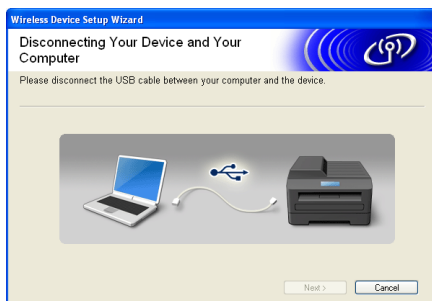 Wireless Device Setup Wizard
Disconnecting Your Device and Your
Computer
Please disconnect the USB cable between your computer and the device.
Next >
Cancel